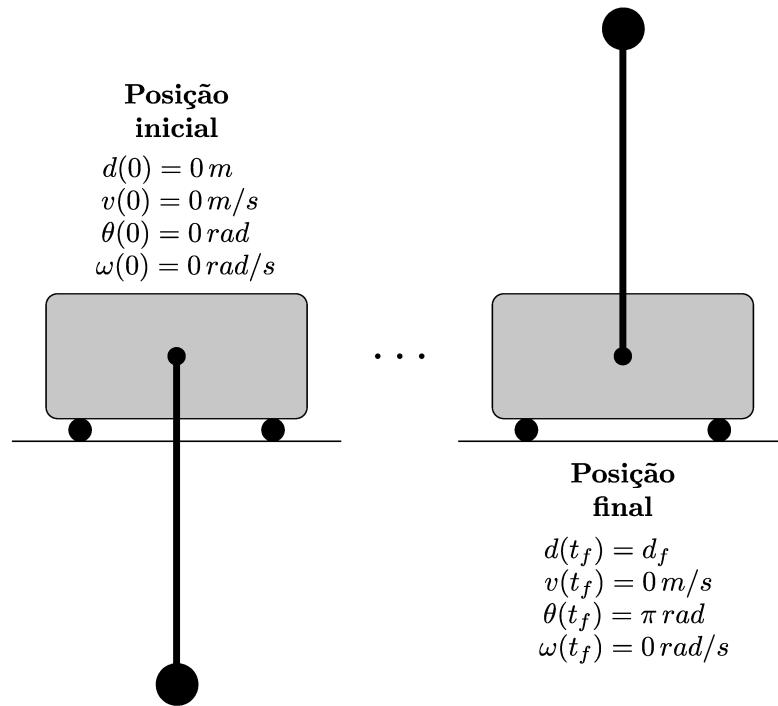 Posição
inicial
d(0) = 0 m
v(0) = 0 m/s
θ(0) = 0 rad
ω(0) = 0 rad/s
· · ·
Posição
final
d(t_f) = d_f
v(t_f) = 0 m/s
θ(t_f) = π rad
ω(t_f) = 0 rad/s